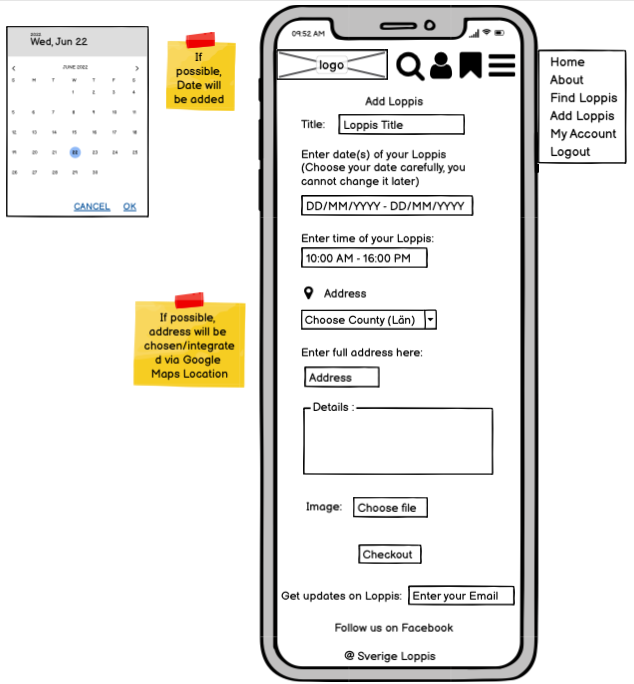 2022
Wed, Jun 22
< JUNE 2022 >
S M T W T F S
1 2 3 4
5 6 7 8 9 10 11
12 13 14 15 16 17 18
19 20 21 22 23 24 25
26 27 28 29 30
CANCEL OK
If
possible,
Date will
be added
If possible,
address will be
chosen/integrate
d via Google
Maps Location
09:52 AM
logo
Add Loppis
Title: Loppis Title
Enter date(s) of your Loppis
(Choose your date carefully, you
cannot change it later)
DD/MM/YYYY - DD/MM/YYYY
Enter time of your Loppis:
10:00 AM - 16:00 PM
Address
Choose County (Län)
Enter full address here:
Address
Details :
Image: Choose file
Checkout
Get updates on Loppis: Enter your Email
Follow us on Facebook
@ Sverige Loppis
Home
About
Find Loppis
Add Loppis
My Account
Logout